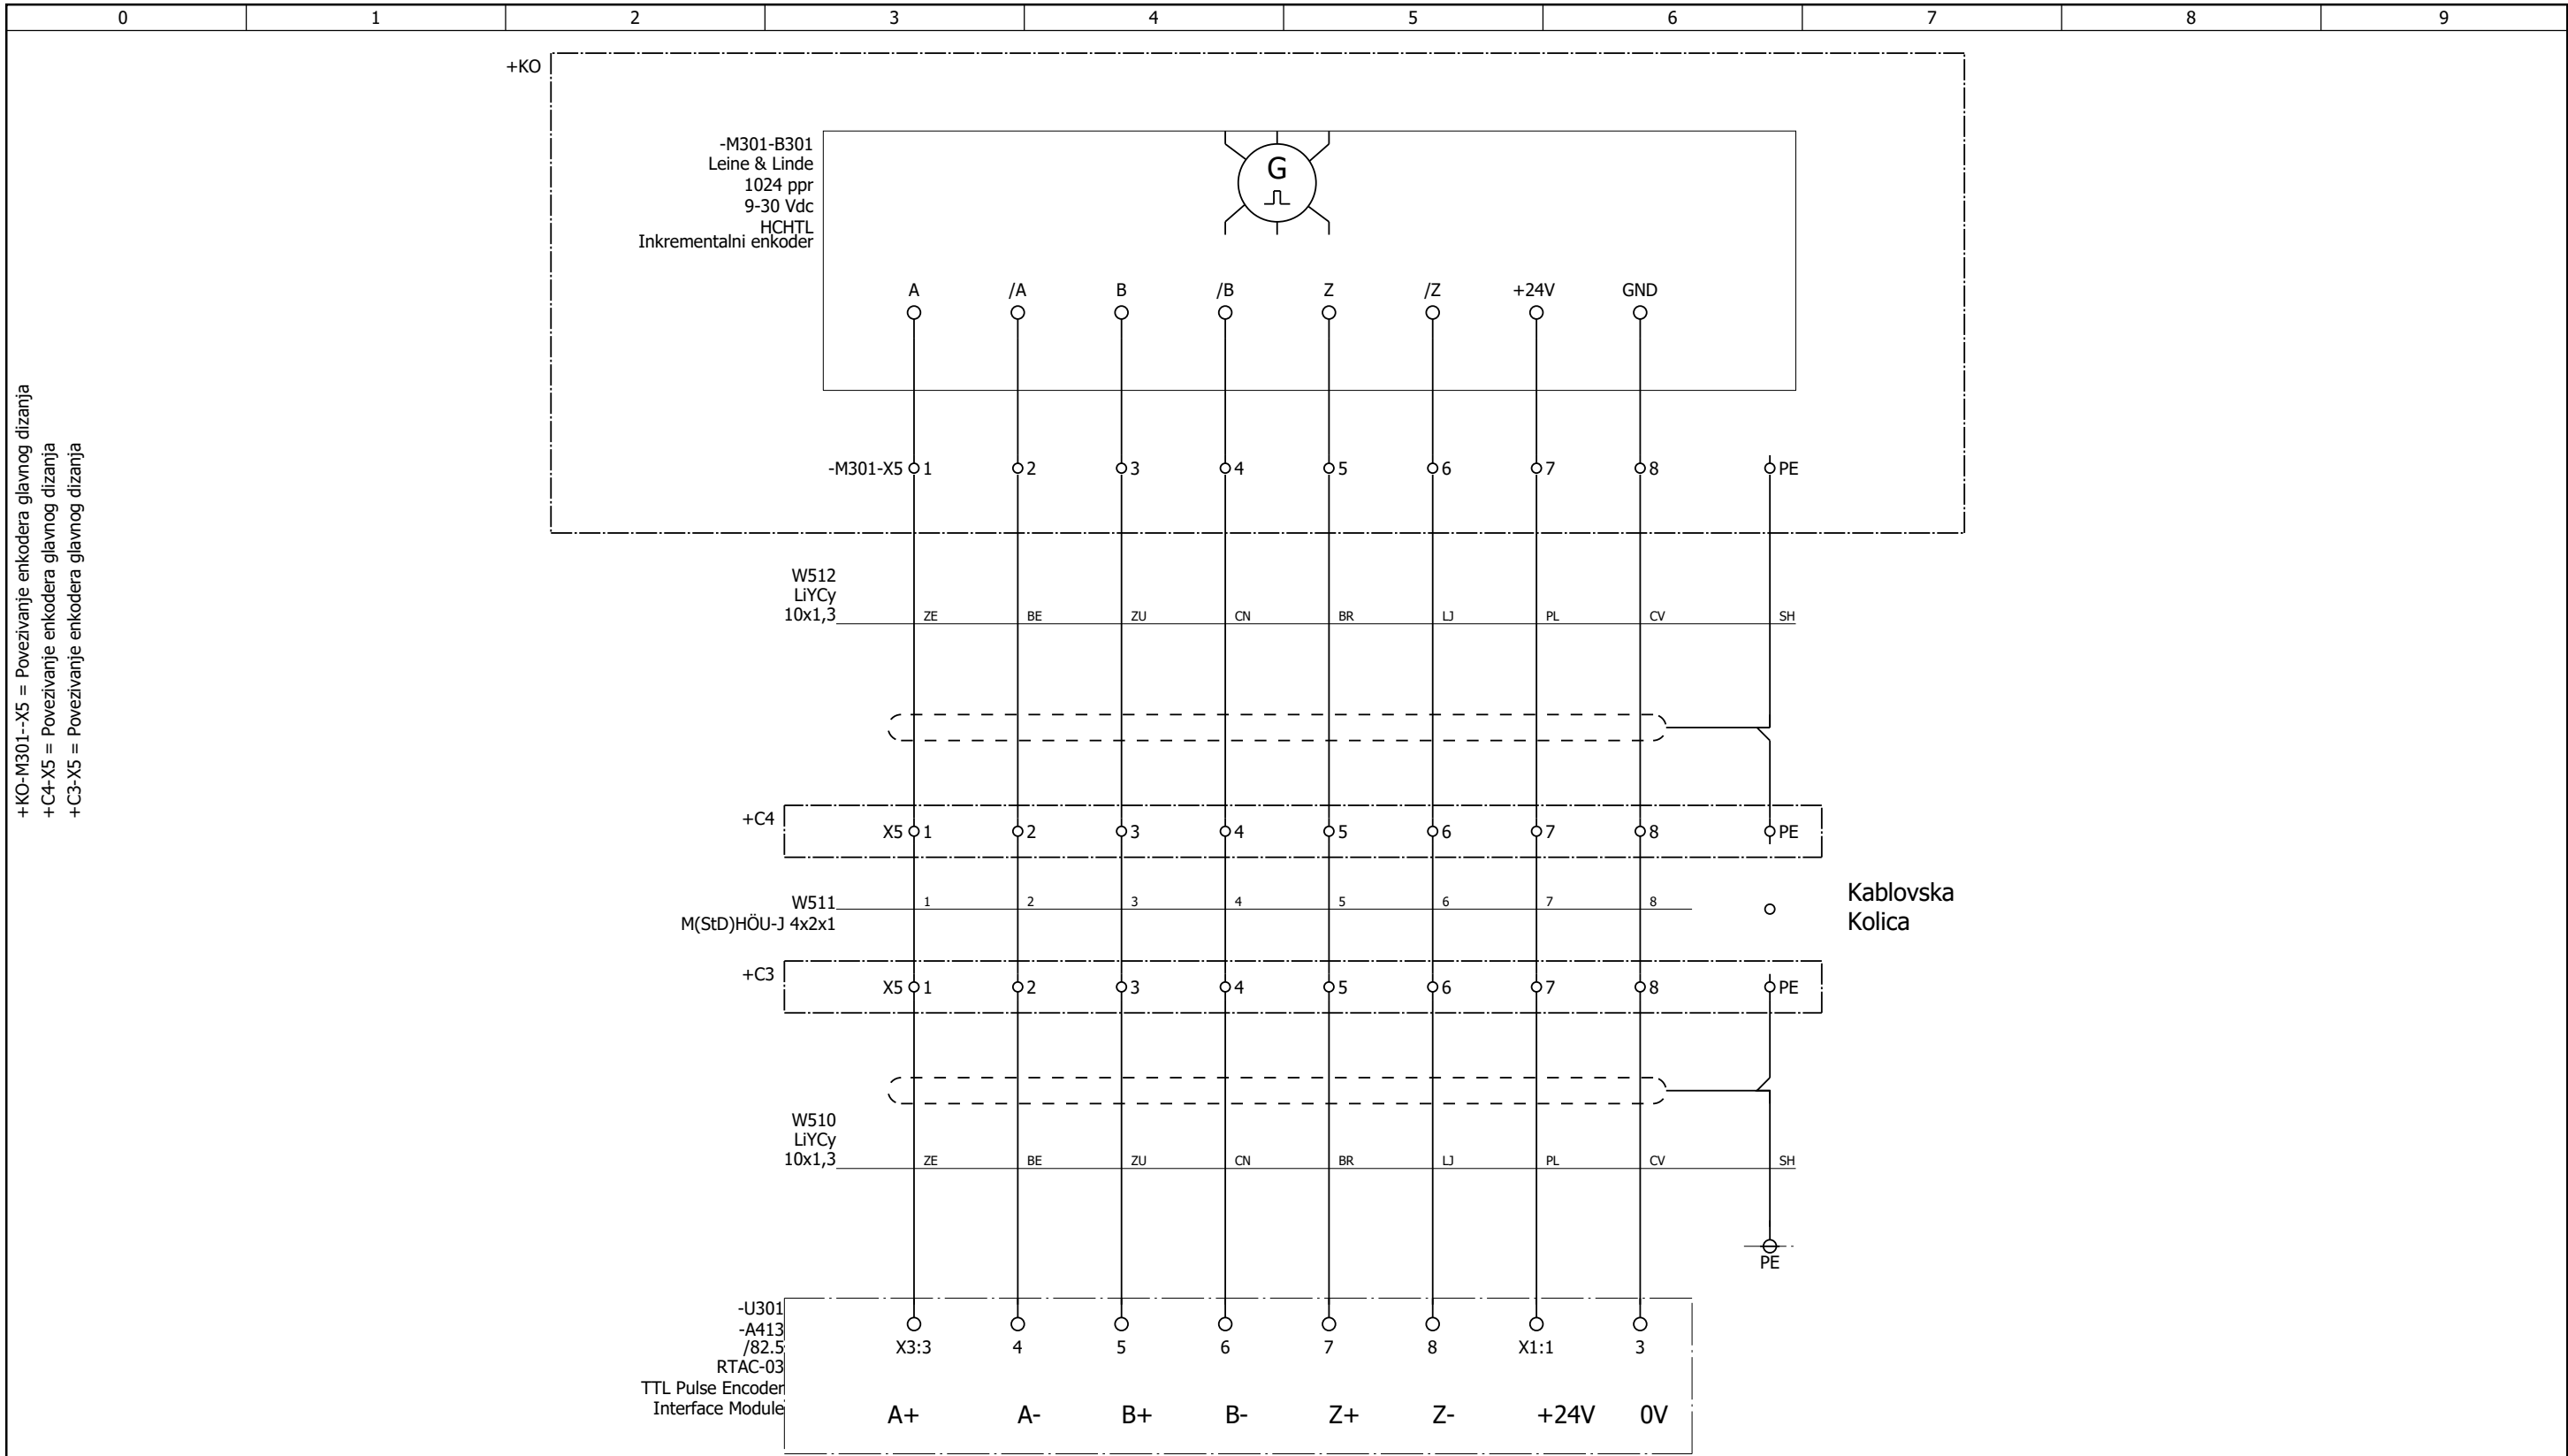 0 1 2 3 4 5 6 7 8 9
+KO
-M301-B301
Leine & Linde
1024 ppr
9-30 Vdc
HCHTL
Inkrementalni enkoder
G
A /A B /B Z /Z +24V GND
-M301-X5 1 2 3 4 5 6 7 8 PE
+KO-M301--X5 = Povezivanje enkodera glavnog dizanja
+C4-X5 = Povezivanje enkodera glavnog dizanja
+C3-X5 = Povezivanje enkodera glavnog dizanja
W512
LiYCy
10x1,3 ZE BE ZU CN BR LJ PL CV SH
+C4
X5 1 2 3 4 5 6 7 8 PE
W511 1 2 3 4 5 6 7 8
M(StD)HÖU-J 4x2x1
Kablovska
Kolica
+C3
X5 1 2 3 4 5 6 7 8 PE
W510
LiYCy
10x1,3 ZE BE ZU CN BR LJ PL CV SH
PE
-U301
-A413
/82.5
RTAC-03
TTL Pulse Encoder
Interface Module
X3:3 4 5 6 7 8 X1:1 3
A+ A- B+ B- Z+ Z- +24V 0V